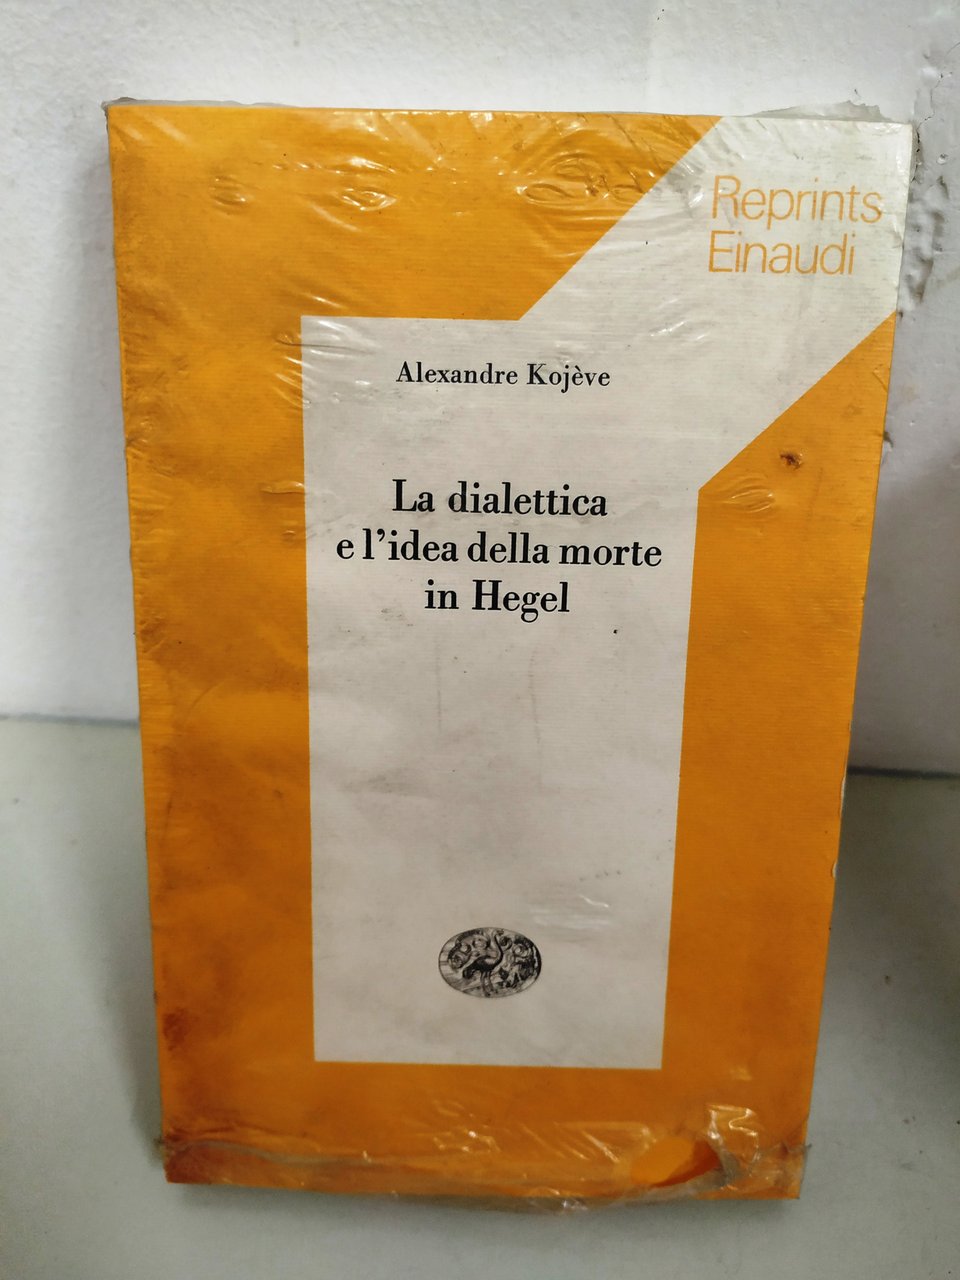 Reprints
Einaudi
Alexandre Kojève
La dialettica
e l’idea della morte
in Hegel